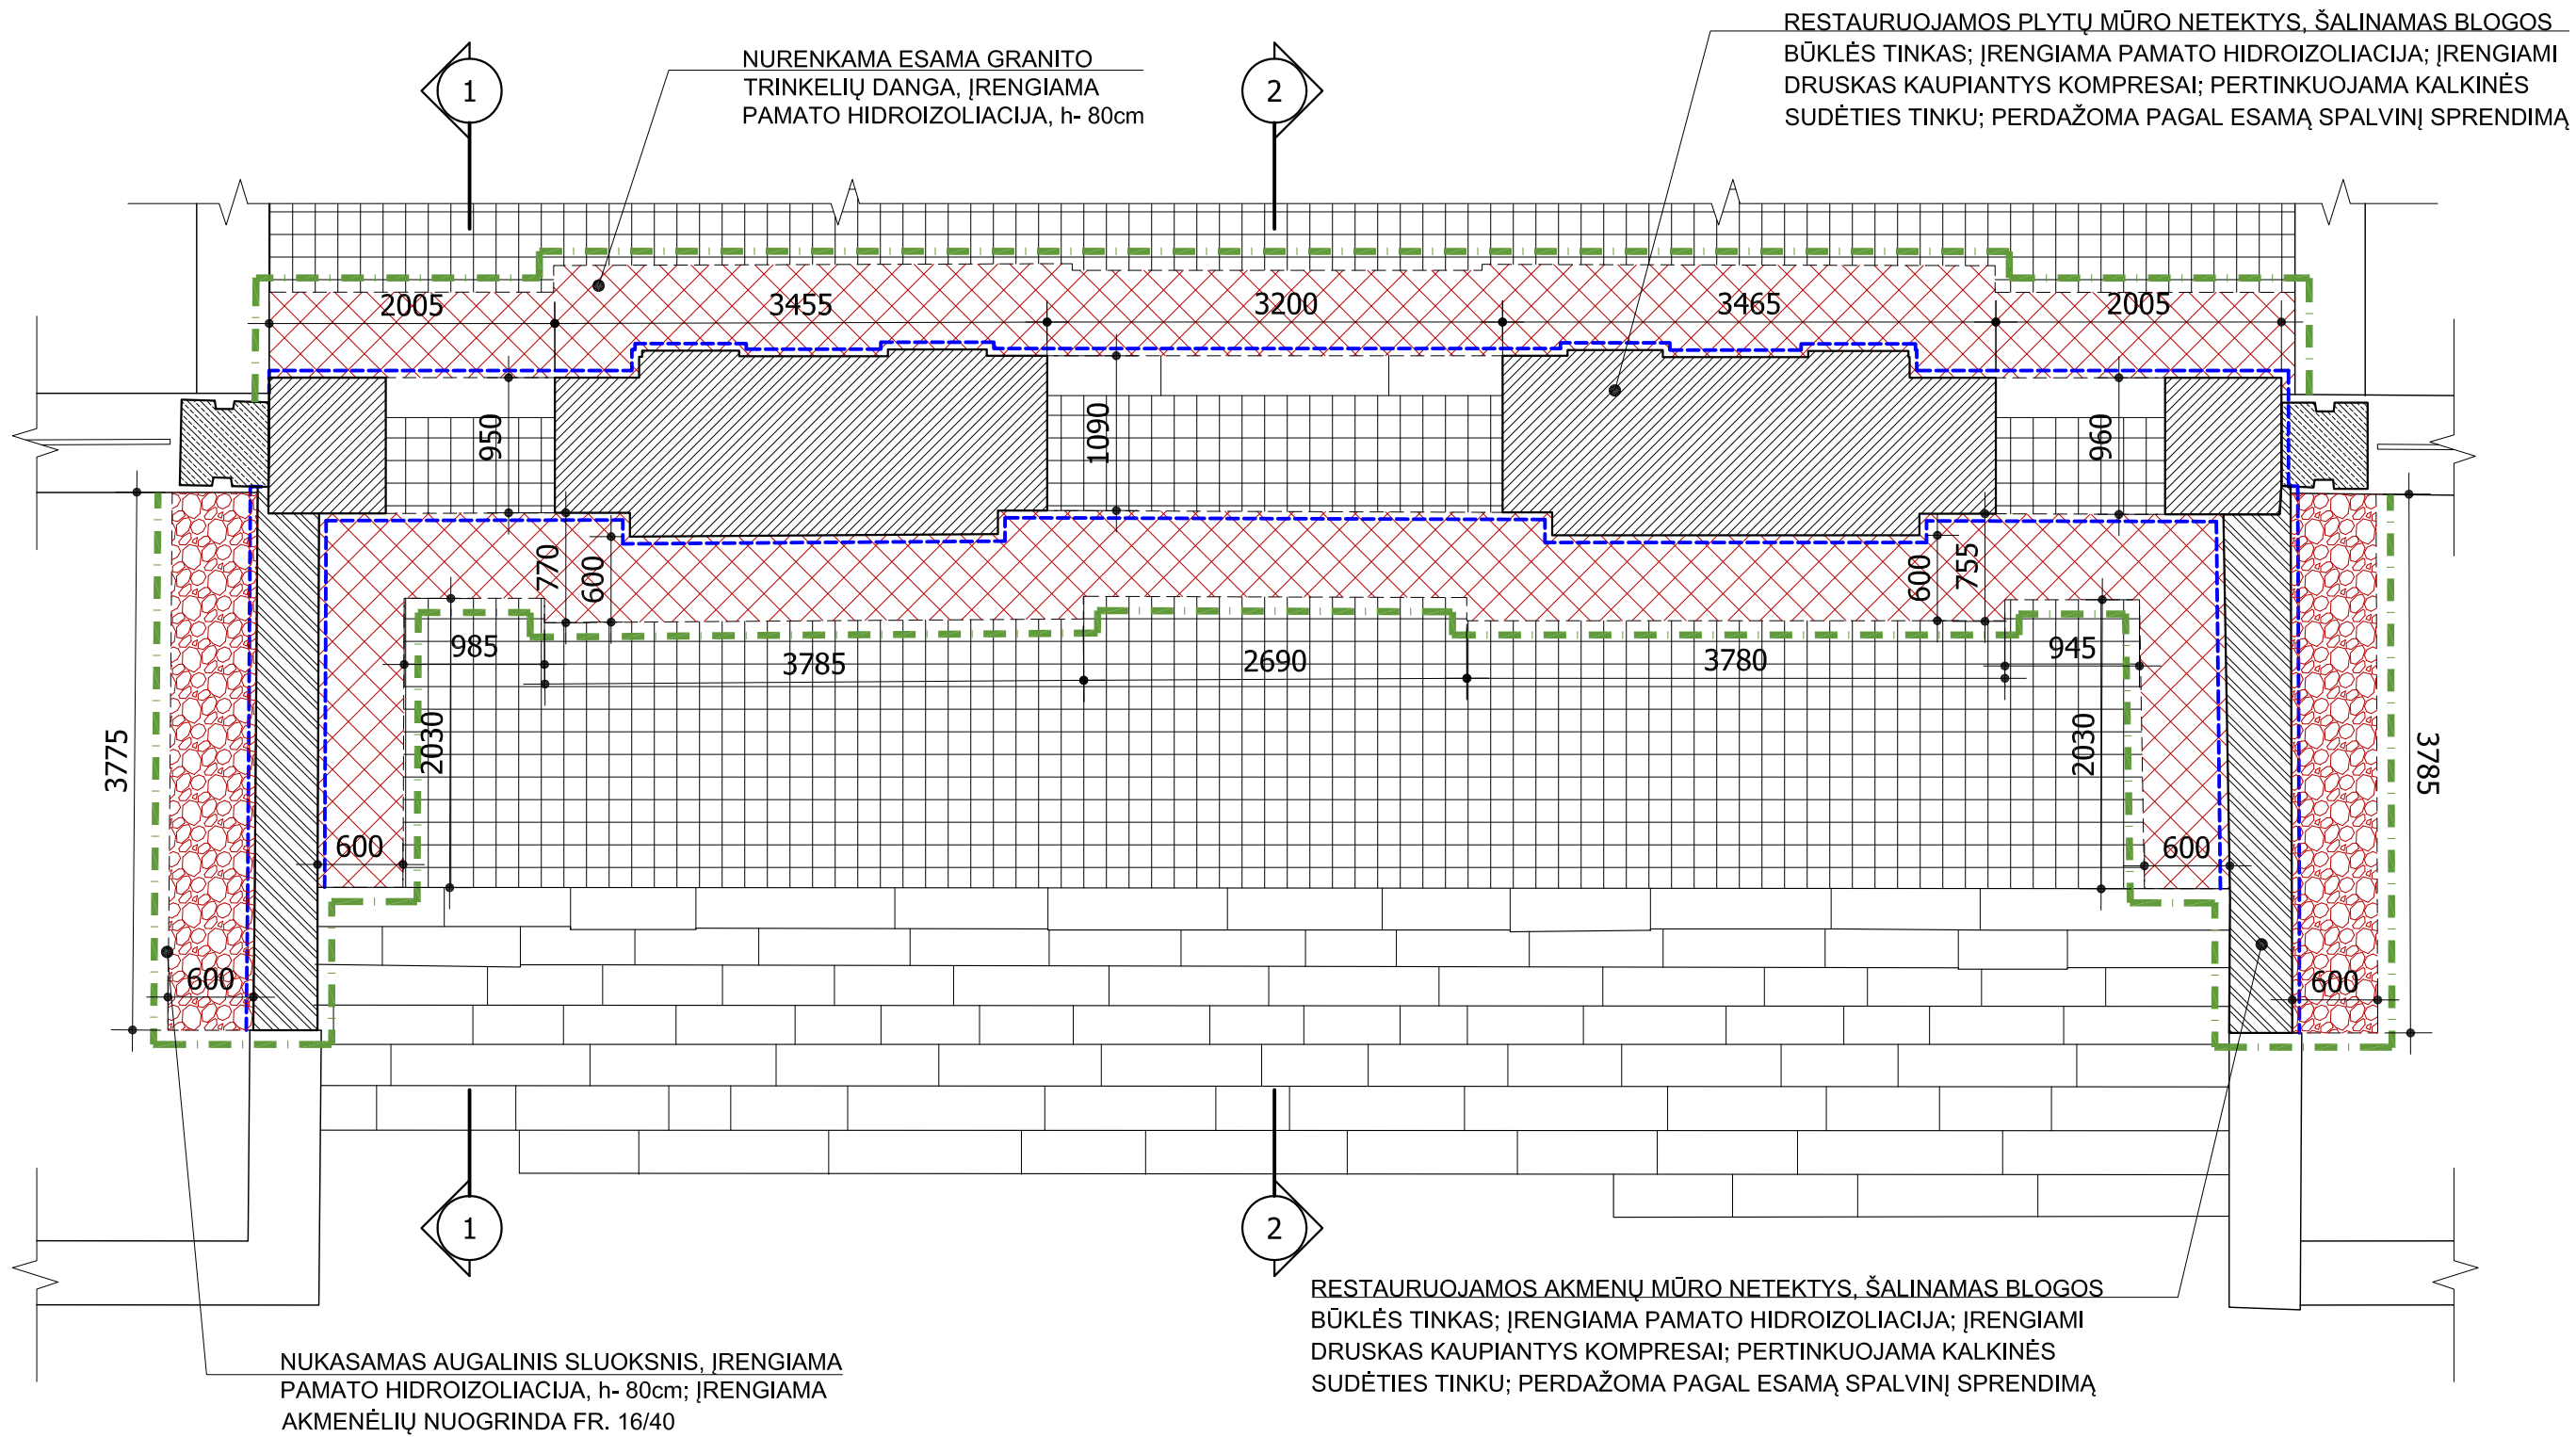 RESTAURUOJAMOS PLYTŲ MŪRO NETEKTYS, ŠALINAMAS BLOGOS
BŪKLĖS TINKAS; ĮRENGIAMA PAMATO HIDROIZOLIACIJA; ĮRENGIAMI
DRUSKAS KAUPIANTYS KOMPRESAI; PERTINKUOJAMA KALKINĖS
SUDĖTIES TINKU; PERDAŽOMA PAGAL ESAMĄ SPALVINĮ SPRENDIMĄ
NURENKAMA ESAMA GRANITO
TRINKELIŲ DANGA, ĮRENGIAMA
PAMATO HIDROIZOLIACIJA, h- 80cm
1
2
2005
3455
3200
3465
2005
950
1090
960
770
600
600
755
985
3785
2690
3780
945
2030
2030
3775
3785
600
600
600
600
1
2
RESTAURUOJAMOS AKMENŲ MŪRO NETEKTYS, ŠALINAMAS BLOGOS
BŪKLĖS TINKAS; ĮRENGIAMA PAMATO HIDROIZOLIACIJA; ĮRENGIAMI
DRUSKAS KAUPIANTYS KOMPRESAI; PERTINKUOJAMA KALKINĖS
SUDĖTIES TINKU; PERDAŽOMA PAGAL ESAMĄ SPALVINĮ SPRENDIMĄ
NUKASAMAS AUGALINIS SLUOKSNIS, ĮRENGIAMA
PAMATO HIDROIZOLIACIJA, h- 80cm; ĮRENGIAMA
AKMENĖLIŲ NUOGRINDA FR. 16/40